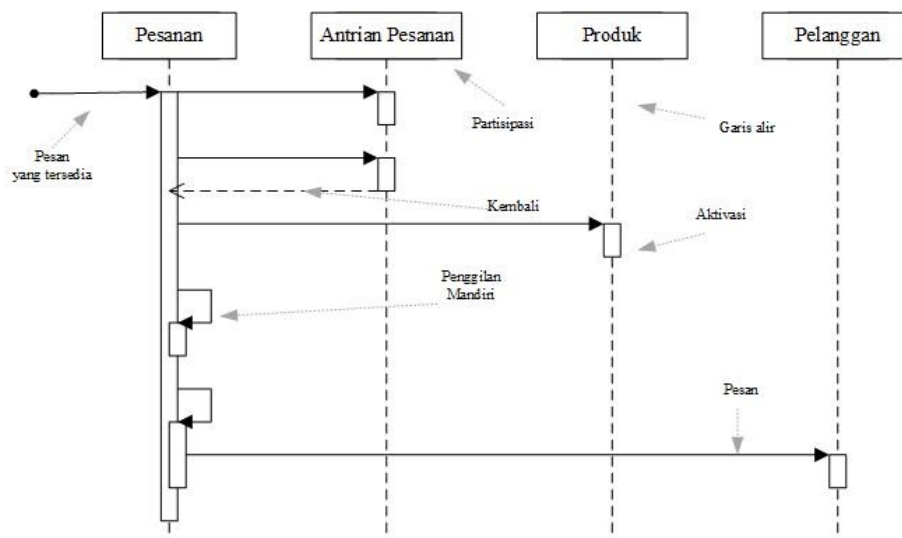 Pesanan
Antrian Pesanan
Produk
Pelanggan
Partisipasi
Garis alir
Pesan
yang tersedia
Kembali
Aktivasi
Penggilan
Mandiri
Pesan